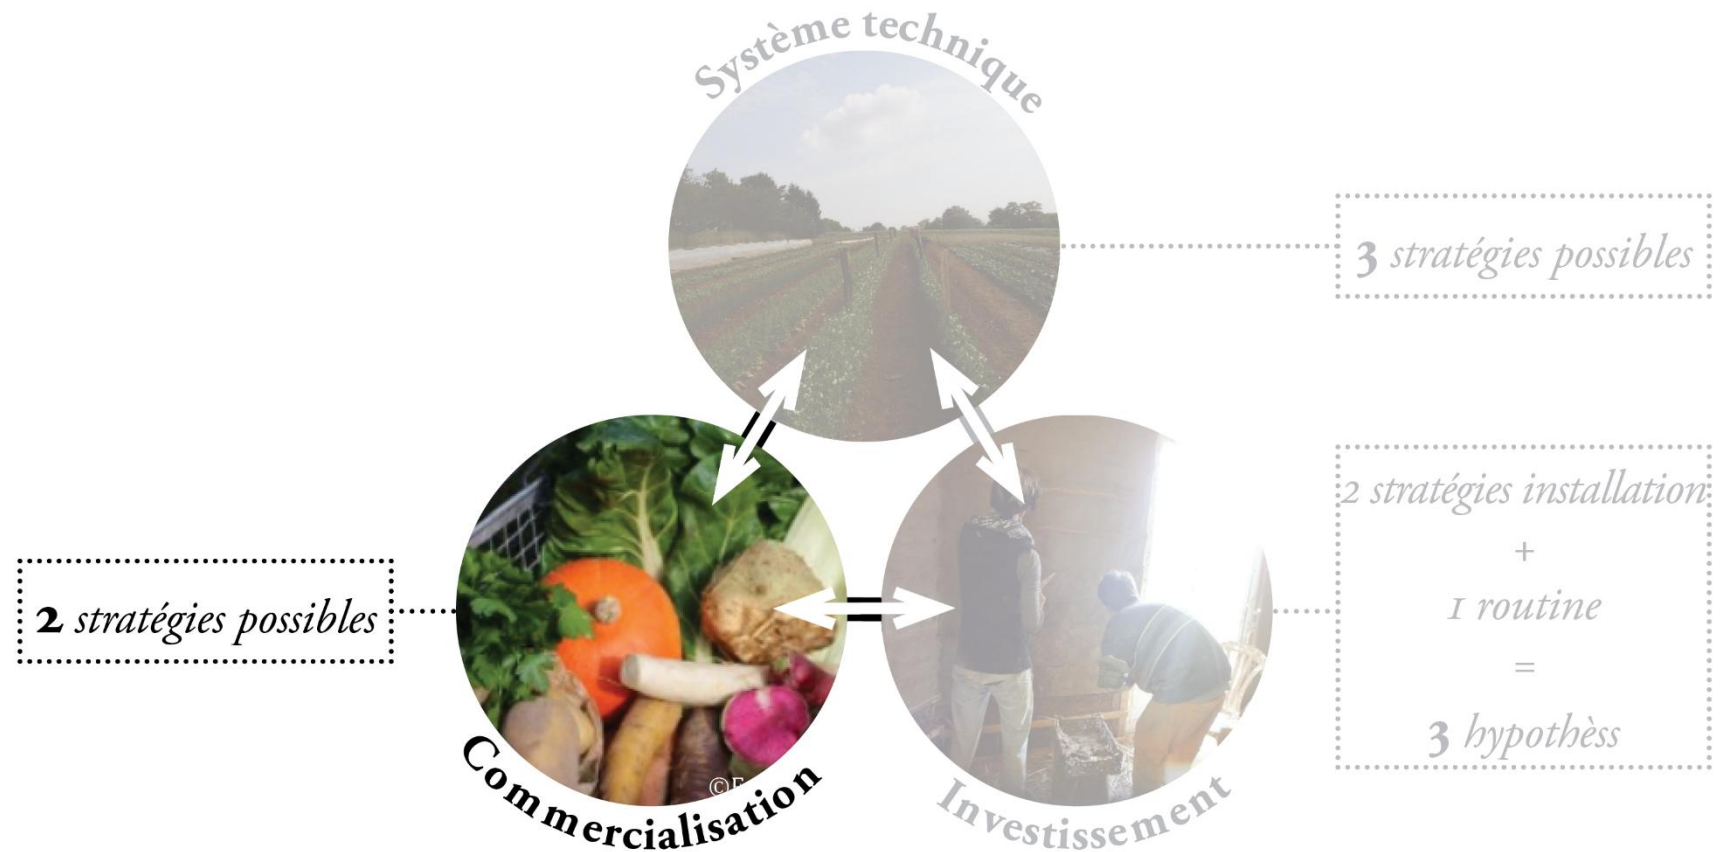 Système technique
3 stratégies possibles
2 stratégies installation
+
1 routine
=
3 hypothèss
2 stratégies possibles
Commercialisation
Investissement